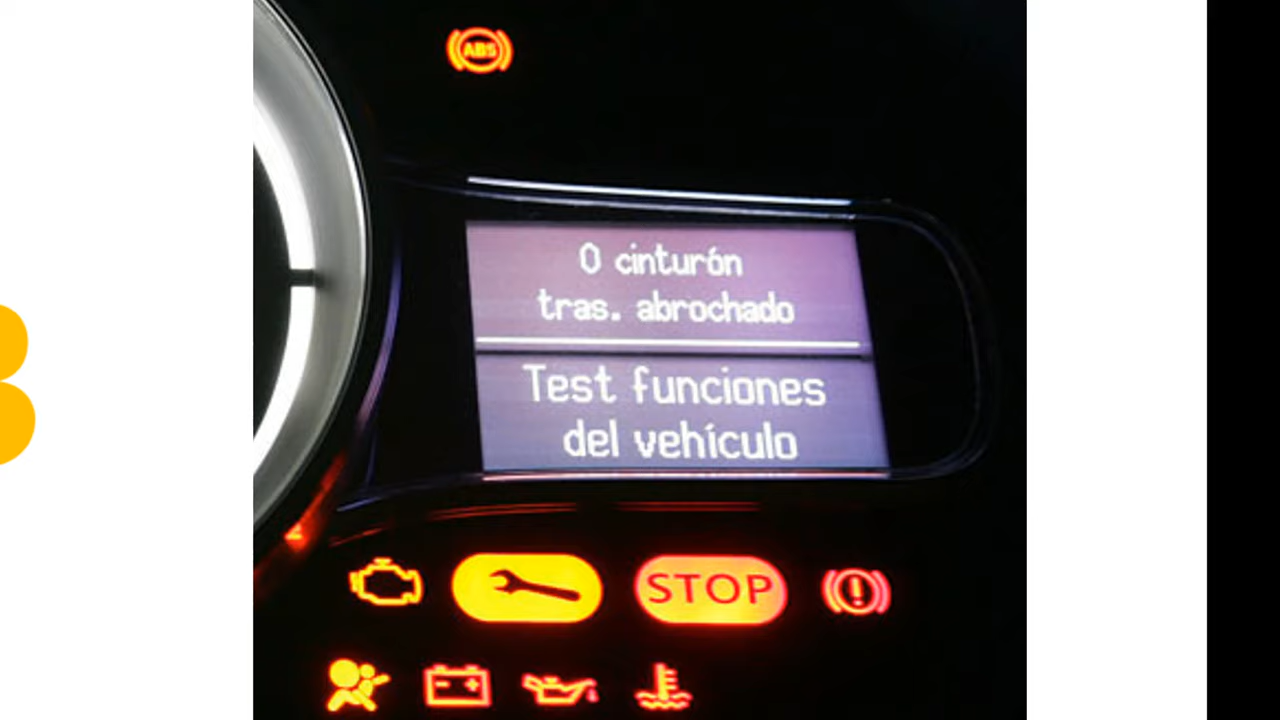 ABS
0 cinturón
tras. abrochado
Test funciones
del vehículo
STOP